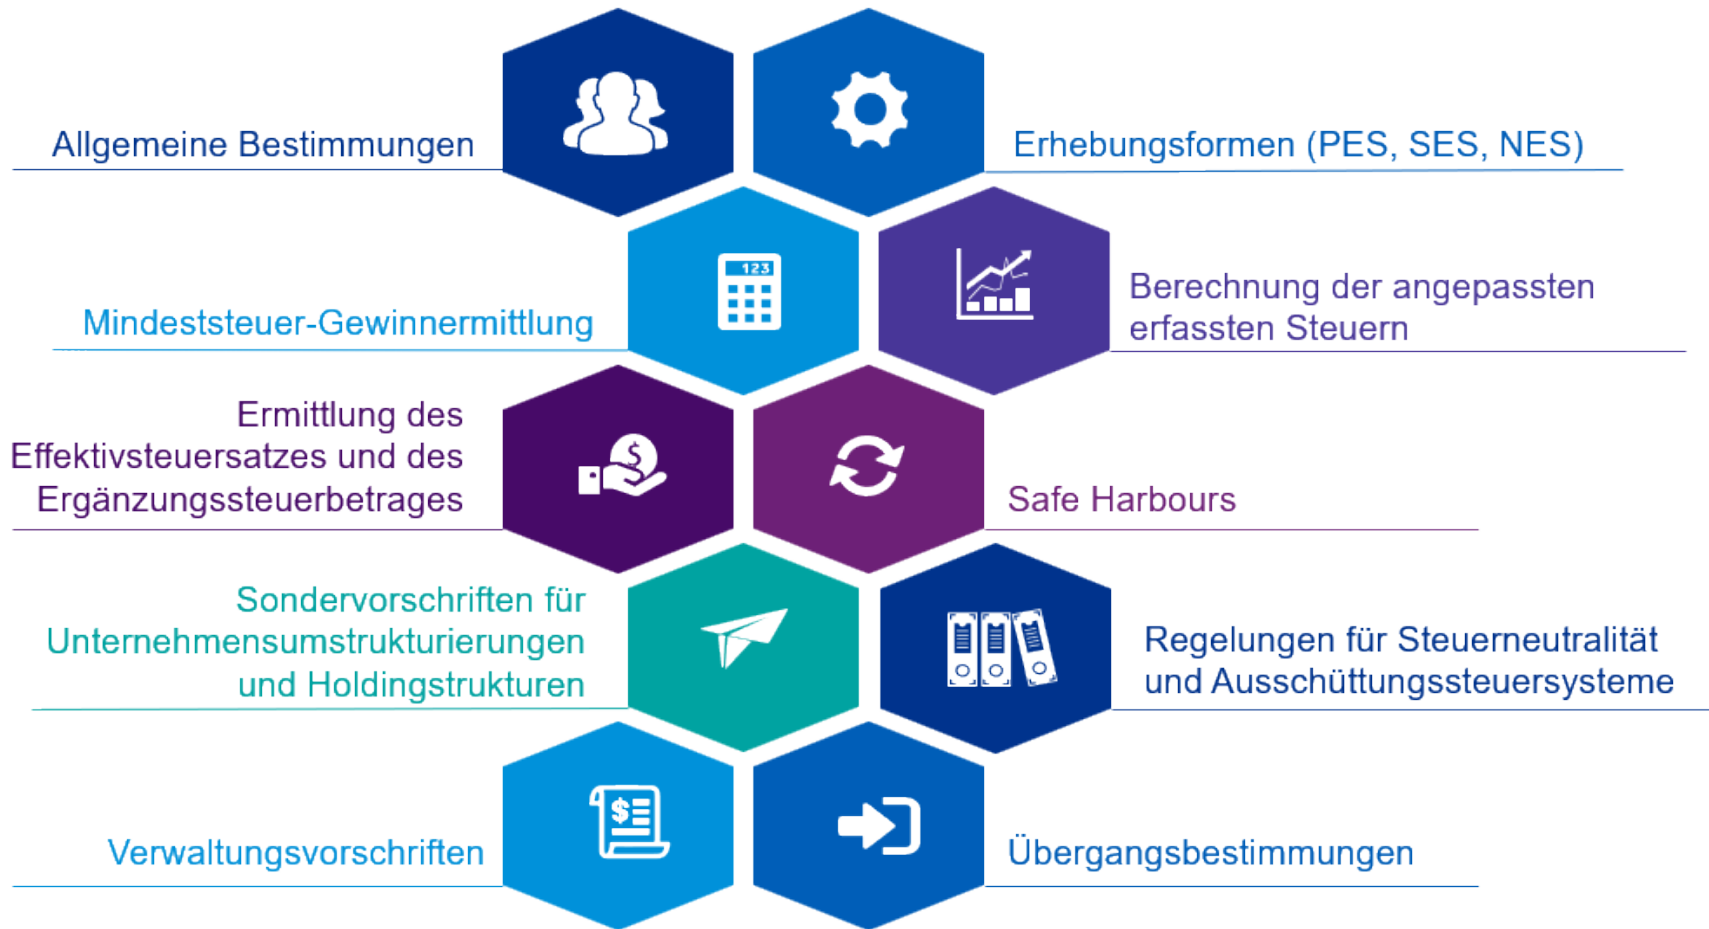 Allgemeine Bestimmungen
Erhebungsformen (PES, SES, NES)
123
Mindeststeuer-Gewinnermittlung
Berechnung der angepassten
erfassten Steuern
Ermittlung des
Effektivsteuersatzes und des
Ergänzungssteuerbetrages
$
Safe Harbours
Sondervorschriften für
Unternehmensumstrukturierungen
und Holdingstrukturen
Regelungen für Steuerneutralität
und Ausschüttungssteuersysteme
$
Verwaltungsvorschriften
Übergangsbestimmungen